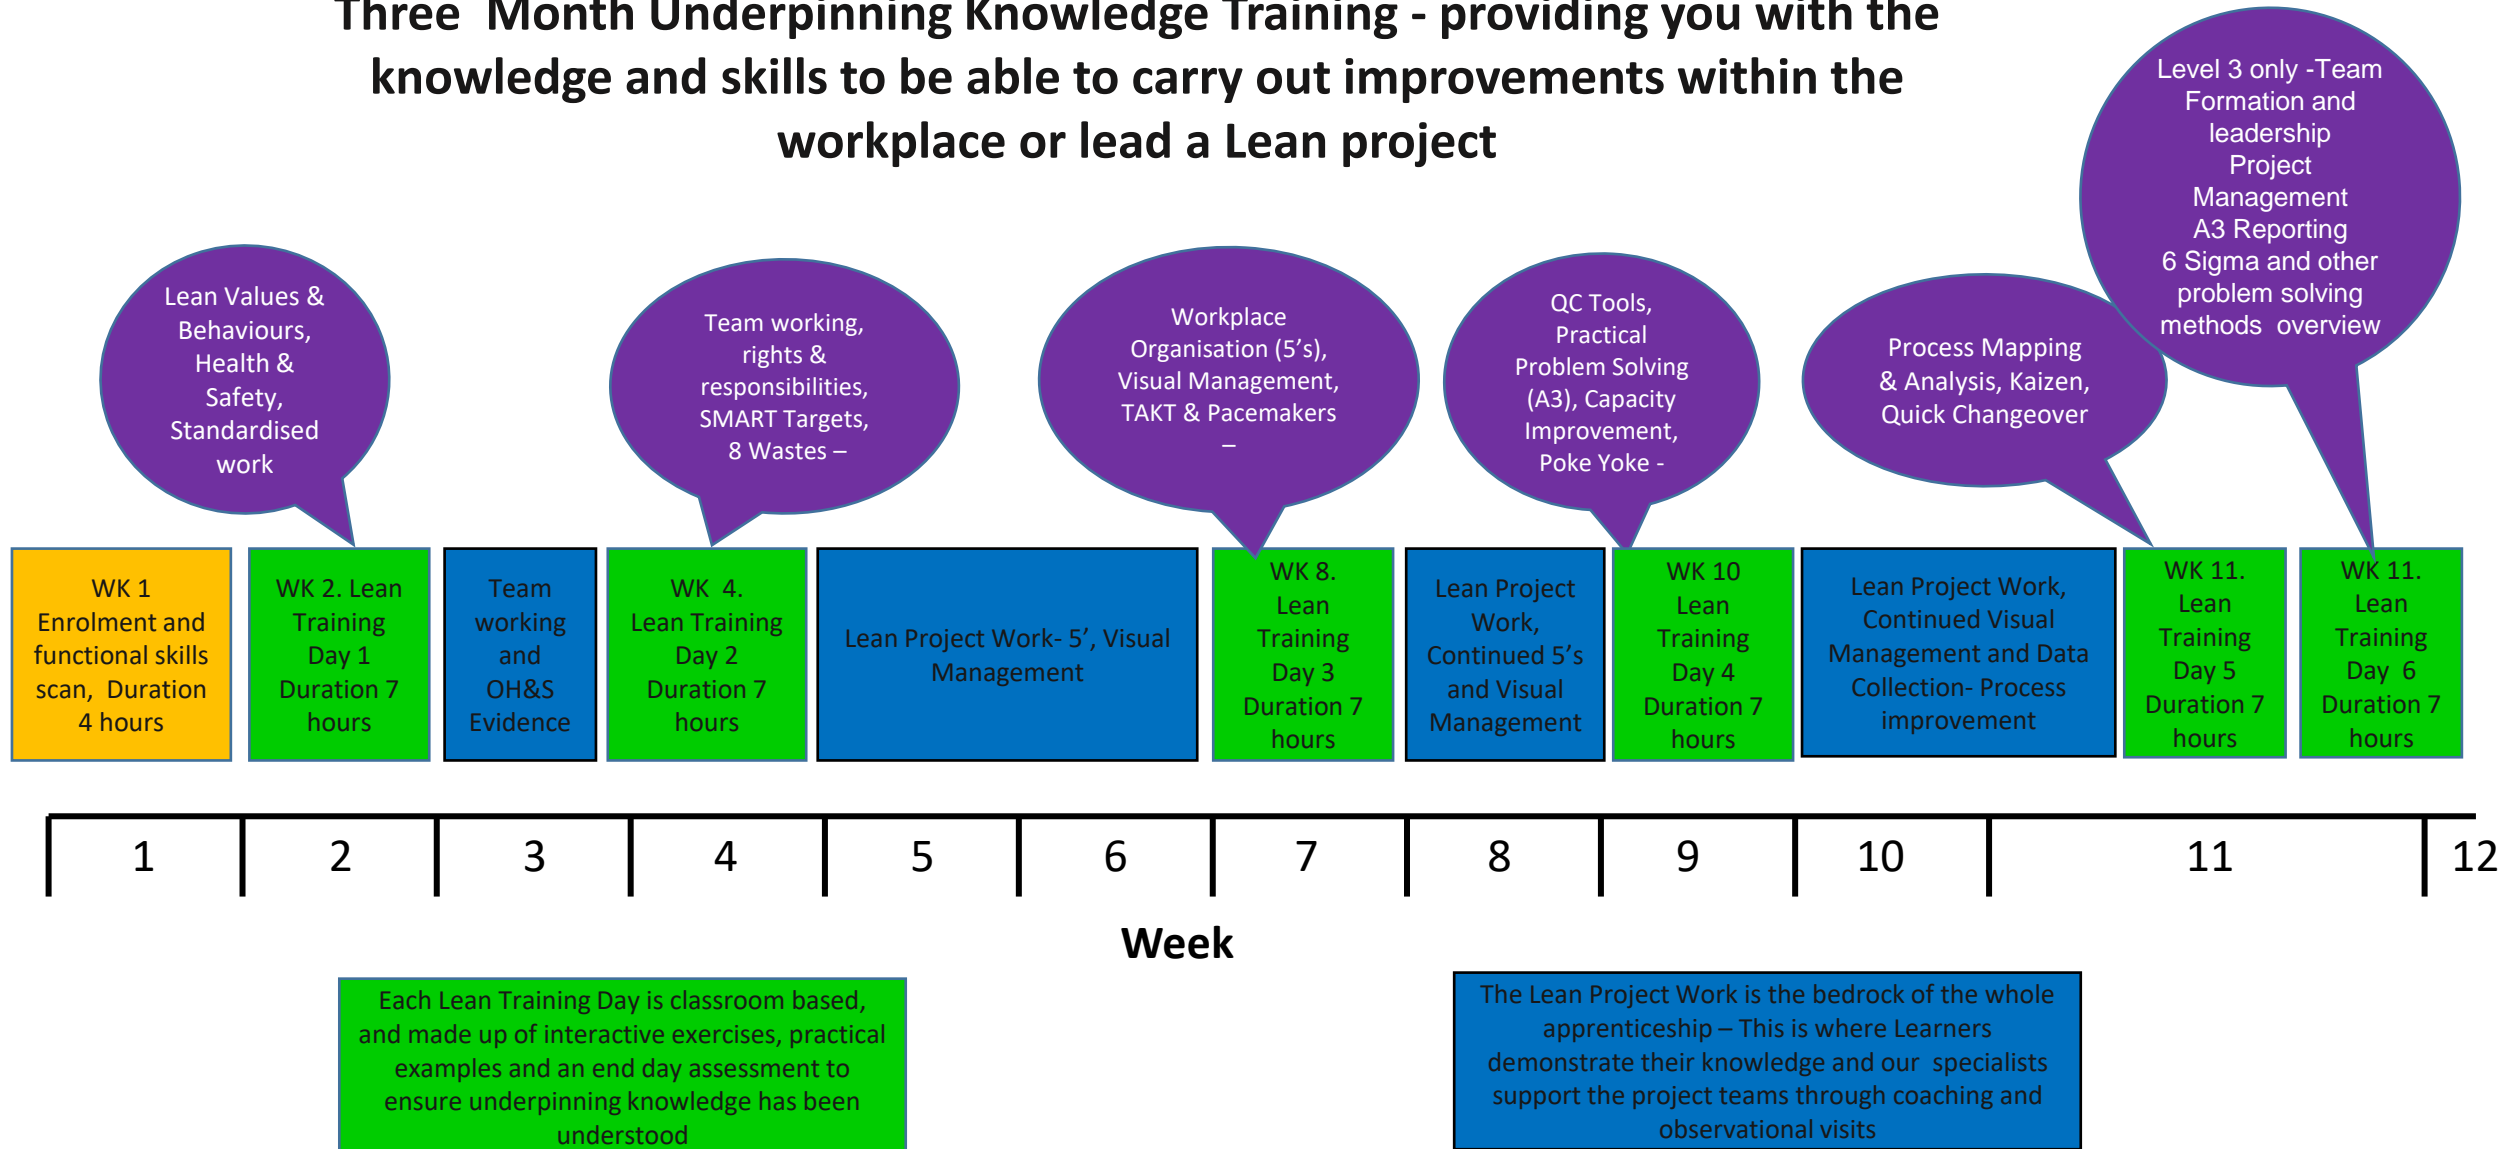 Three Month Underpinning Knowledge Training - providing you with the
knowledge and skills to be able to carry out improvements within the
workplace or lead a Lean project
Level 3 only -Team
Formation and
leadership
Project
Management
A3 Reporting
6 Sigma and other
problem solving
methods overview
Lean Values &
Behaviours,
Health &
Safety,
Standardised
work
Team working,
rights &
responsibilities,
SMART Targets,
8 Wastes –
Workplace
Organisation (5’s),
Visual Management,
TAKT & Pacemakers
–
QC Tools,
Practical
Problem Solving
(A3), Capacity
Improvement,
Poke Yoke -
Process Mapping
& Analysis, Kaizen,
Quick Changeover
WK 1
Enrolment and
functional skills
scan, Duration
4 hours
WK 2. Lean
Training
Day 1
Duration 7
hours
Team
working
and
OH&S
Evidence
WK 4.
Lean Training
Day 2
Duration 7
hours
Lean Project Work- 5’, Visual
Management
WK 8.
Lean
Training
Day 3
Duration 7
hours
Lean Project
Work,
Continued 5’s
and Visual
Management
WK 10
Lean
Training
Day 4
Duration 7
hours
Lean Project Work,
Continued Visual
Management and Data
Collection- Process
improvement
WK 11.
Lean
Training
Day 5
Duration 7
hours
WK 11.
Lean
Training
Day 6
Duration 7
hours
1 2 3 4 5 6 7 8 9 10 11 12
Week
Each Lean Training Day is classroom based,
and made up of interactive exercises, practical
examples and an end day assessment to
ensure underpinning knowledge has been
understood
The Lean Project Work is the bedrock of the whole
apprenticeship – This is where Learners
demonstrate their knowledge and our specialists
support the project teams through coaching and
observational visits